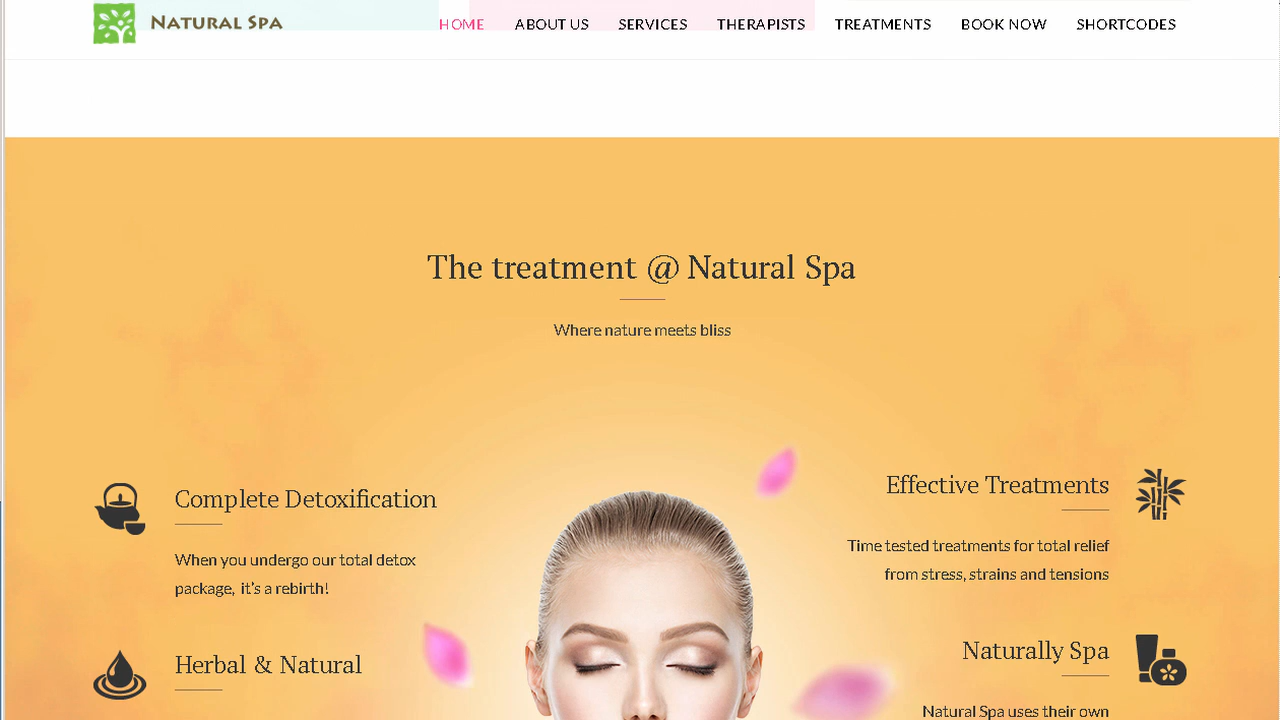 NATURAL SPA
HOME ABOUT US SERVICES THERAPISTS TREATMENTS BOOK NOW SHORTCODES
The treatment @ Natural Spa
Where nature meets bliss
Complete Detoxification
When you undergo our total detox
package, it's a rebirth!
Herbal & Natural
Effective Treatments
Time tested treatments for total relief
from stress, strains and tensions
Naturally Spa
Natural Spa uses their own